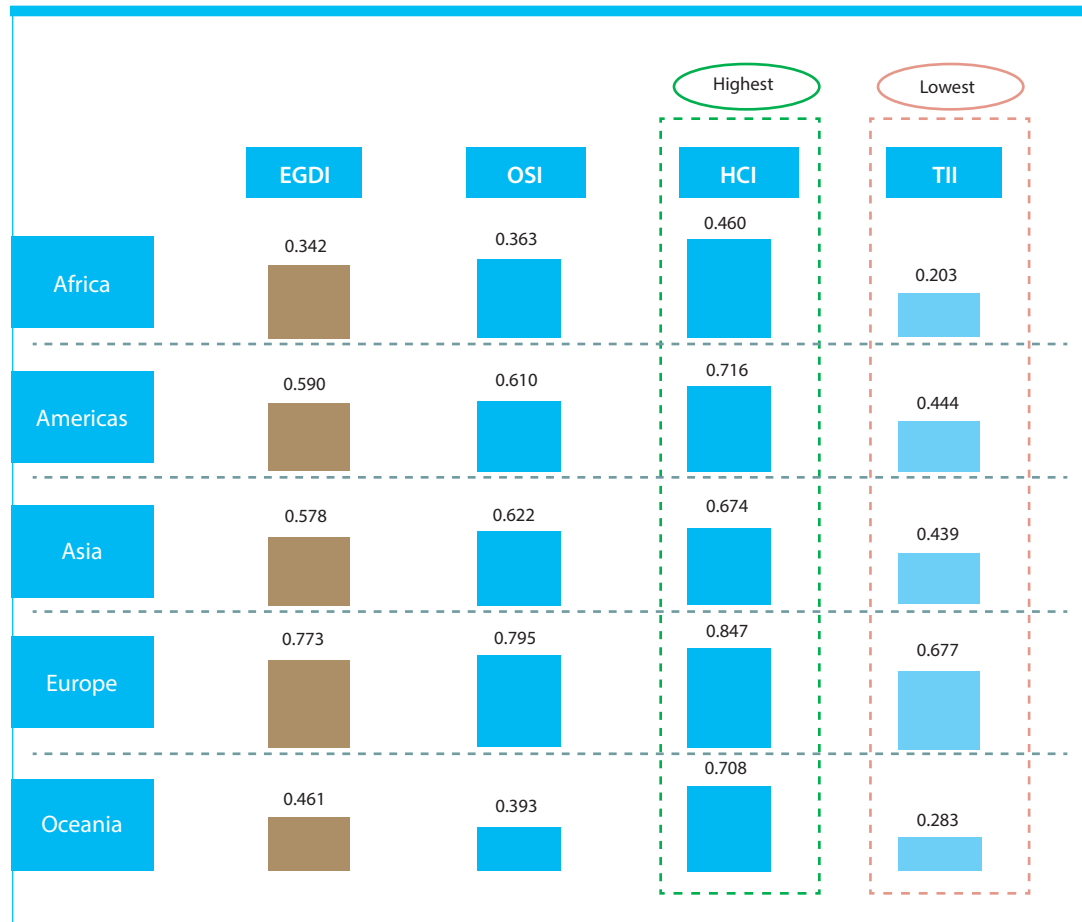 Highest Lowest
EGDI OSI HCI TII
Africa 0.342 0.363 0.460 0.203
Americas 0.590 0.610 0.716 0.444
Asia 0.578 0.622 0.674 0.439
Europe 0.773 0.795 0.847 0.677
Oceania 0.461 0.393 0.708 0.283